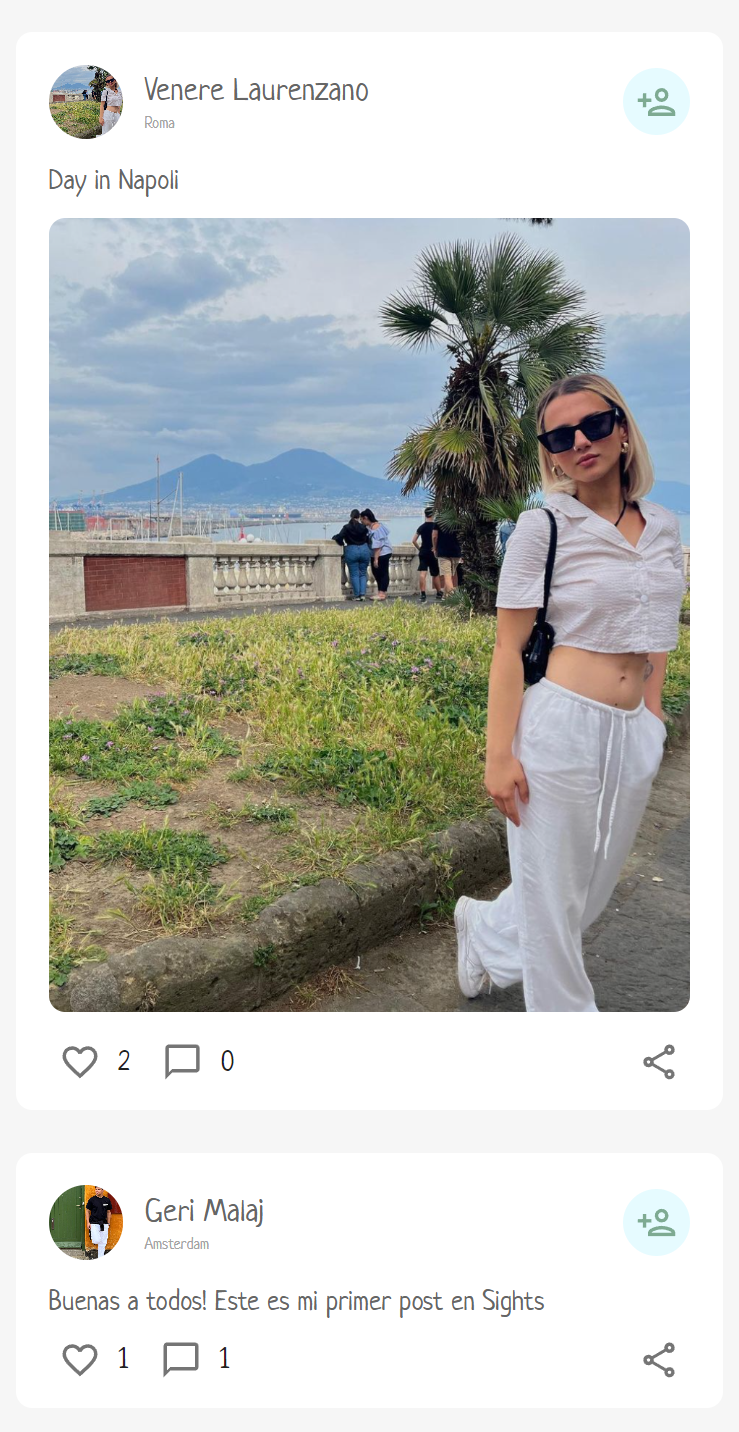 Venere Laurenzano
Roma
Day in Napoli
2 0
Geri Malaj
Amsterdam
Buenas a todos! Este es mi primer post en Sights
1 1